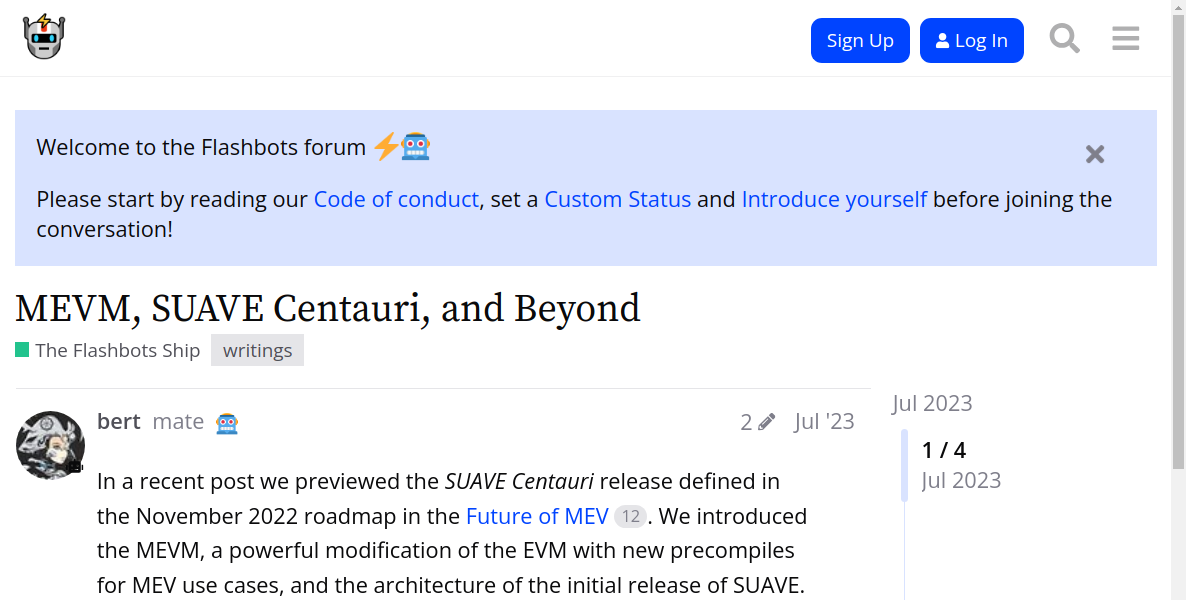 Sign Up
Log In
Welcome to the Flashbots forum
Please start by reading our Code of conduct, set a Custom Status and Introduce yourself before joining the
conversation!
MEVM, SUAVE Centauri, and Beyond
The Flashbots Ship writings
bert mate 2 Jul '23
Jul 2023
1 / 4
Jul 2023
In a recent post we previewed the SUAVE Centauri release defined in
the November 2022 roadmap in the Future of MEV 12. We introduced
the MEVM, a powerful modification of the EVM with new precompiles
for MEV use cases, and the architecture of the initial release of SUAVE.